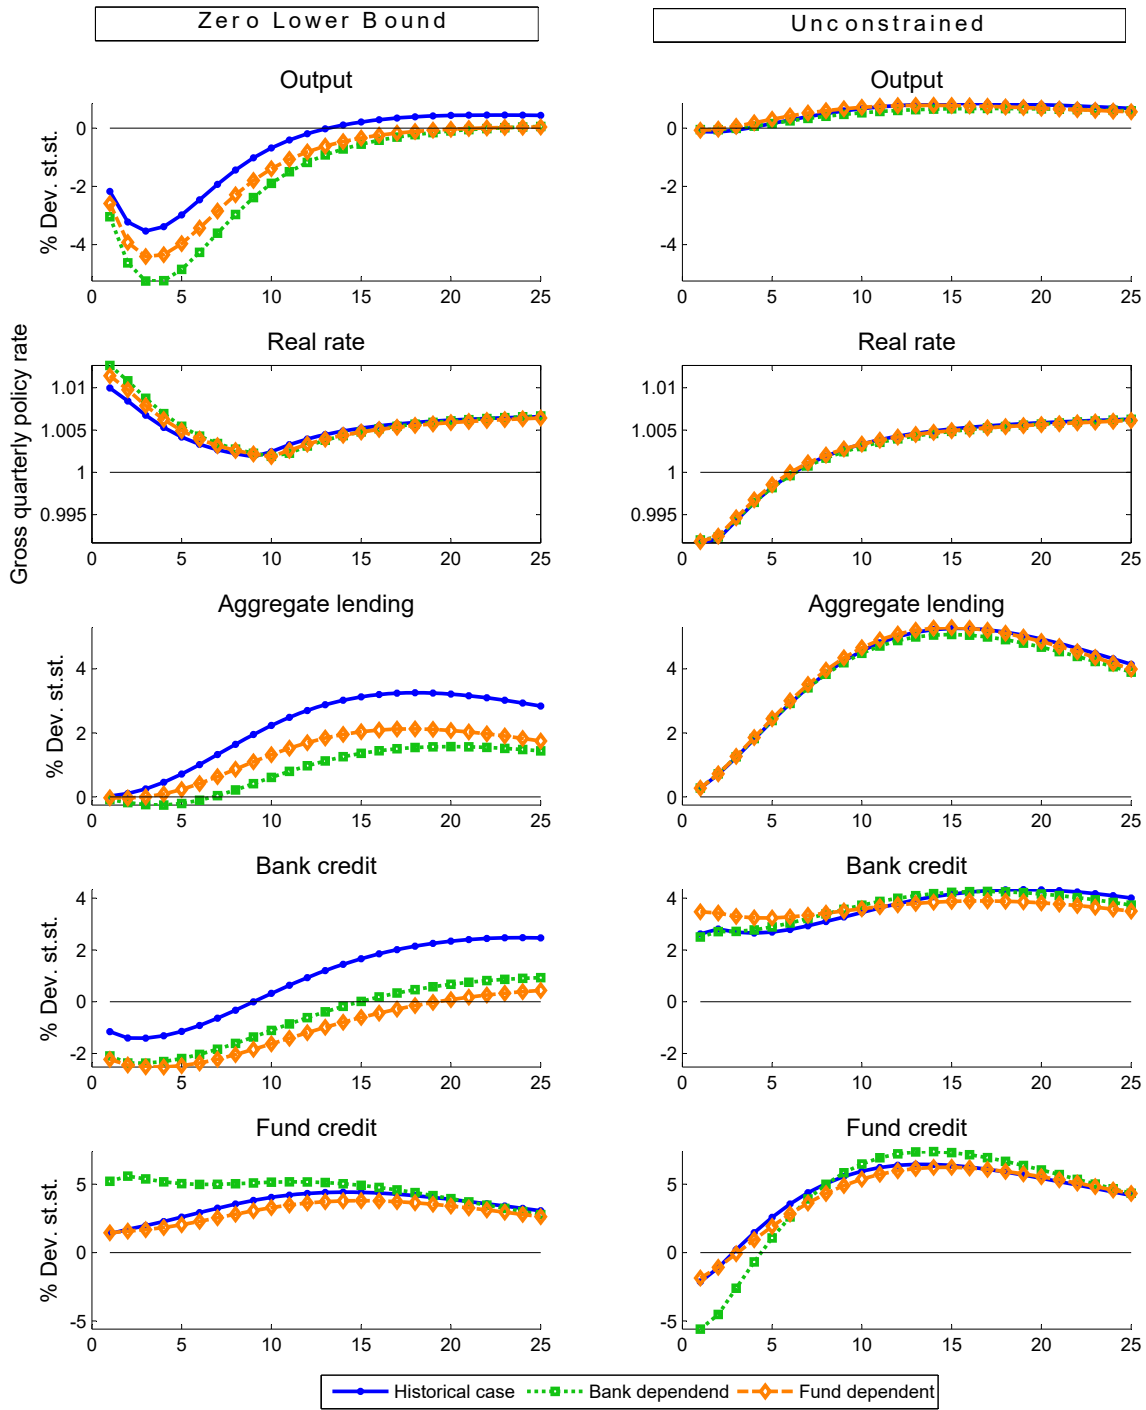 Zero Lower Bound
Unconstrained
Output
Output
% Dev. st.st.
0
-2
-4
0 5 10 15 20 25
0
-2
-4
0 5 10 15 20 25
Real rate
Real rate
Gross quarterly policy rate
1.01
1.005
1
0.995
0 5 10 15 20 25
1.01
1.005
1
0.995
0 5 10 15 20 25
Aggregate lending
Aggregate lending
% Dev. st.st.
4
2
0
0 5 10 15 20 25
4
2
0
0 5 10 15 20 25
Bank credit
Bank credit
% Dev. st.st.
4
2
0
-2
0 5 10 15 20 25
4
2
0
-2
0 5 10 15 20 25
Fund credit
Fund credit
% Dev. st.st.
5
0
-5
0 5 10 15 20 25
5
0
-5
0 5 10 15 20 25
Historical case Bank dependend Fund dependent